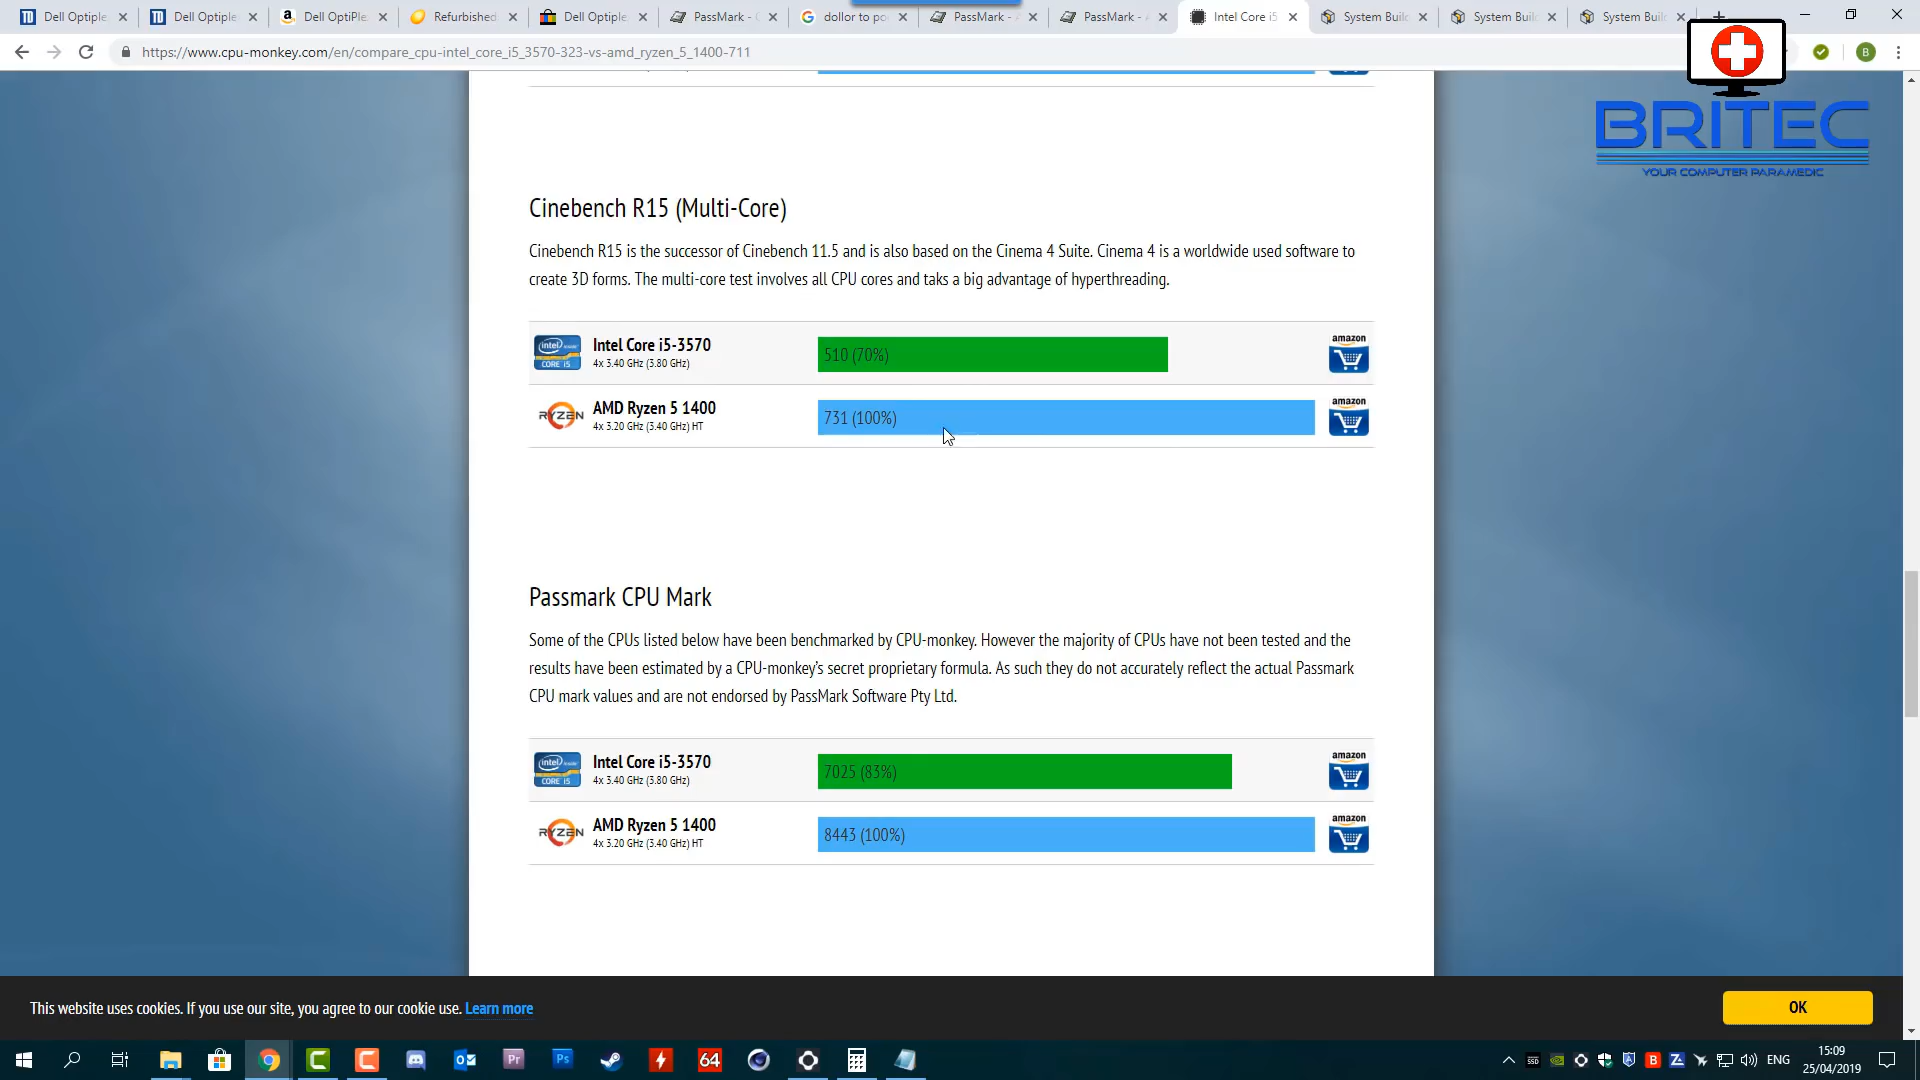 Dell Optiple
Dell Optiple
Dell OptiPle
Refurbished
Dell Optiple
PassMark - C
dollor to po
PassMark - A
PassMark - A
Intel Core i5
System Build
System Build
System Build
https://www.cpu-monkey.com/en/compare_cpu-intel_core_i5_3570-323-vs-amd_ryzen_5_1400-711
B
BRITEC
YOUR COMPUTER PARAMEDIC
Cinebench R15 (Multi-Core)
Cinebench R15 is the successor of Cinebench 11.5 and is also based on the Cinema 4 Suite. Cinema 4 is a worldwide used software to
create 3D forms. The multi-core test involves all CPU cores and taks a big advantage of hyperthreading.
Intel Core i5-3570
4x 3.40 GHz (3.80 GHz)
510 (70%)
amazon
AMD Ryzen 5 1400
4x 3.20 GHz (3.40 GHz) HT
731 (100%)
amazon
Passmark CPU Mark
Some of the CPUs listed below have been benchmarked by CPU-monkey. However the majority of CPUs have not been tested and the
results have been estimated by a CPU-monkey's secret proprietary formula. As such they do not accurately reflect the actual Passmark
CPU mark values and are not endorsed by PassMark Software Pty Ltd.
Intel Core i5-3570
4x 3.40 GHz (3.80 GHz)
7025 (83%)
amazon
AMD Ryzen 5 1400
4x 3.20 GHz (3.40 GHz) HT
8443 (100%)
amazon
This website uses cookies. If you use our site, you agree to our cookie use. Learn more
OK
ENG
15:09
25/04/2019